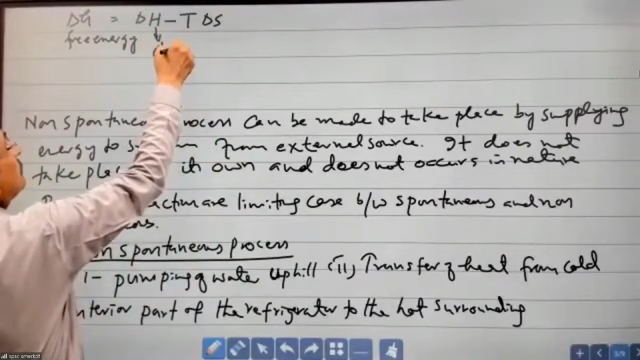 ΔG = ΔH - TΔS
free energy
Non spontaneous process can be made to take place by supplying
energy to from external source. It does not
take place its own and does not occurs in nature
are limiting case b/w spontaneous and non
spontaneous process
1- pumping of water uphill (ii) Transfer of heat from cold
interior part of the refrigerator to the hot surrounding